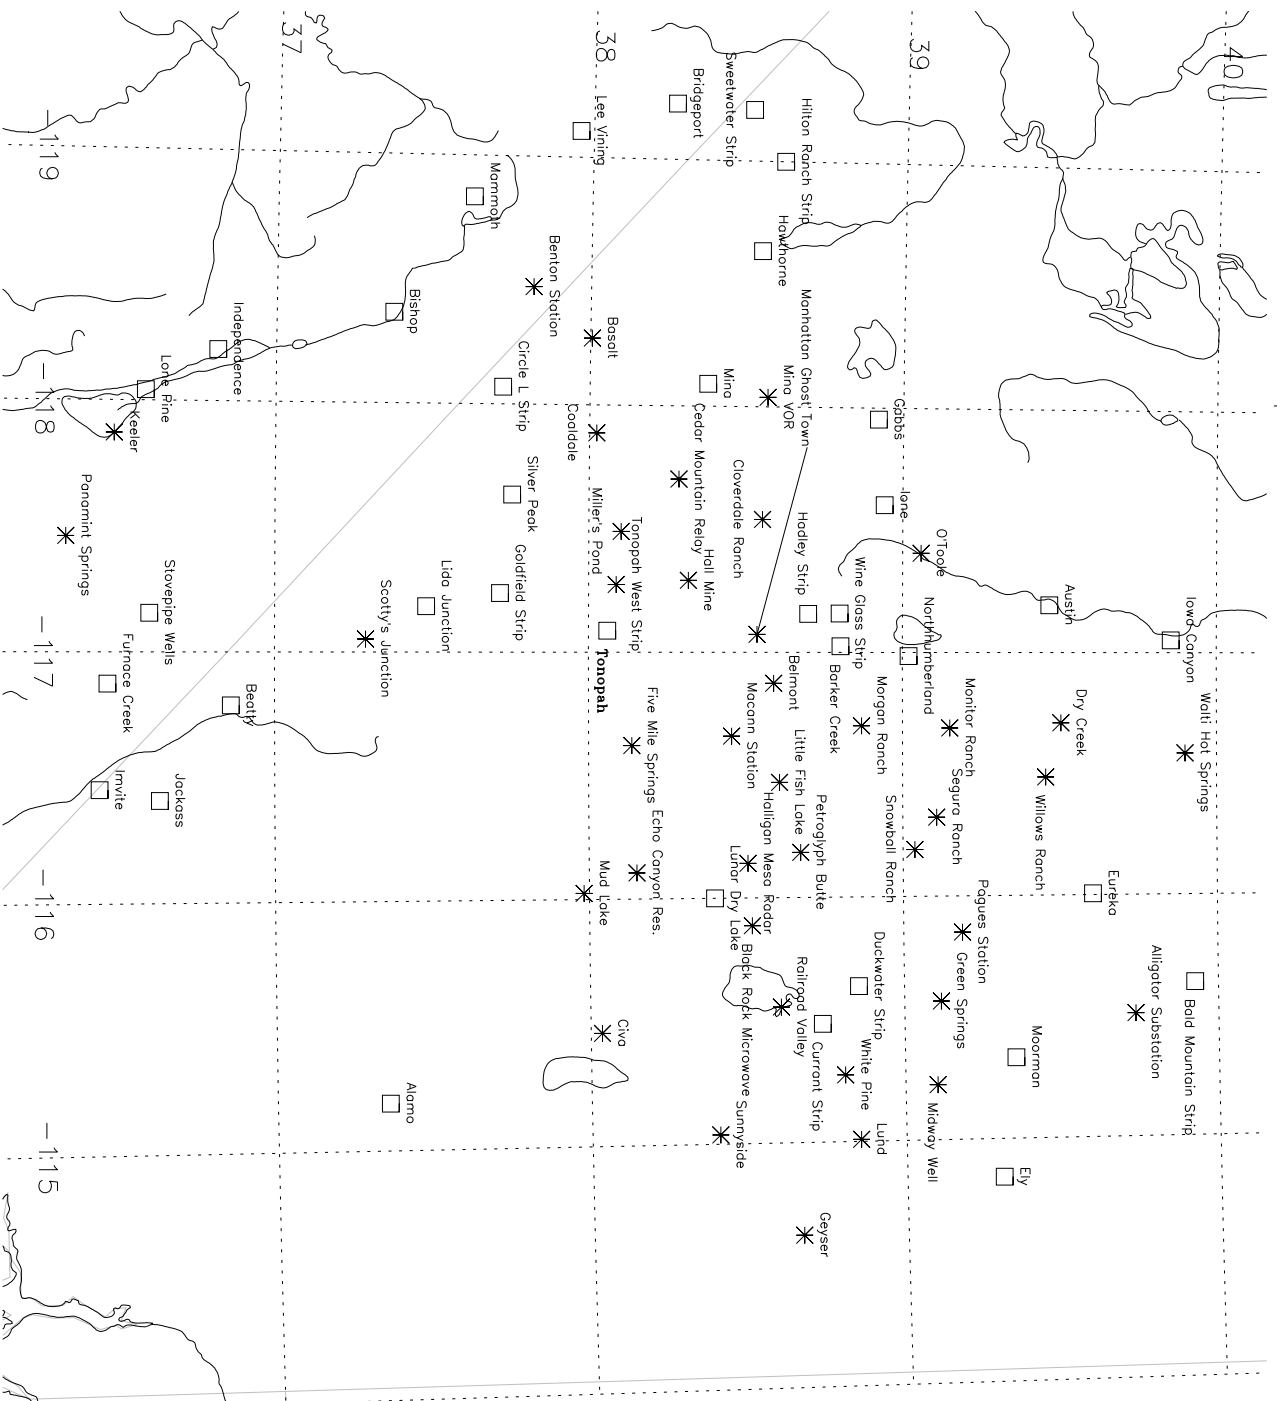 37
38
39
40
-119
-118
-117
-116
-115
Lee Vining
Bridgeport
Sweetwater Strip
Hilton Ranch Strip
Mammoth
Hawthorne
Benton Station
Bishop
Basalt
Manhattan Ghost Town
Independence
Lone Pine
Keeler
Circle L Strip
Coaldale
Mina
Mina VOR
Gabbs
Cedar Mountain Relay
Cloverdale Ranch
Ione
Panamint Springs
Silver Peak
Miller's Pond
Tonopah West Strip
Hall Mine
Hadley Strip
O'Toole
Wine Glass Strip
Austin
Iowa Canyon
Stovepipe Wells
Furnace Creek
Scotty's Junction
Lida Junction
Goldfield Strip
Tonopah
Northumberland
Barker Creek
Belmont
Beatty
Five Mile Springs
Macann Station
Morgan Ranch
Monitor Ranch
Dry Creek
Walti Hot Springs
Imvite
Jackass
Little Fish Lake
Petroglyph Butte
Segura Ranch
Snowball Ranch
Willows Ranch
Echo Canyon Res.
Mud Lake
Halligan Mesa Radar
Lunar Dry Lake
Eureka
Pogues Station
Black Rock Microwave
Railroad Valley
Duckwater Strip
Green Springs
Alligator Substation
Bald Mountain Strip
Civa
Currant Strip
White Pine
Moorman
Alamo
Sunnyside
Lund
Midway Well
Ely
Geyser